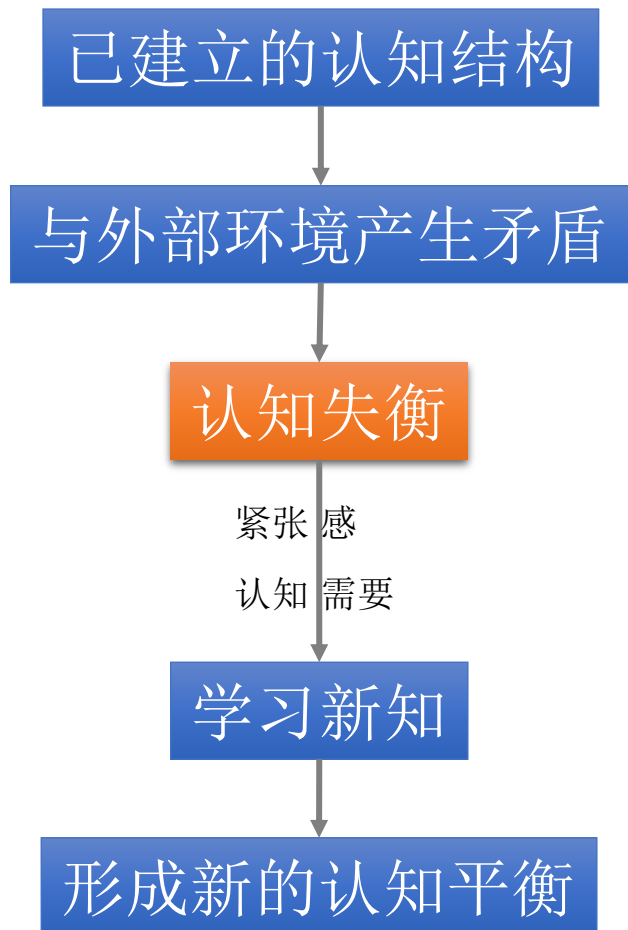 已建立的认知结构
与外部环境产生矛盾
认知失衡
紧张 感
认知 需要
学习新知
形成新的认知平衡